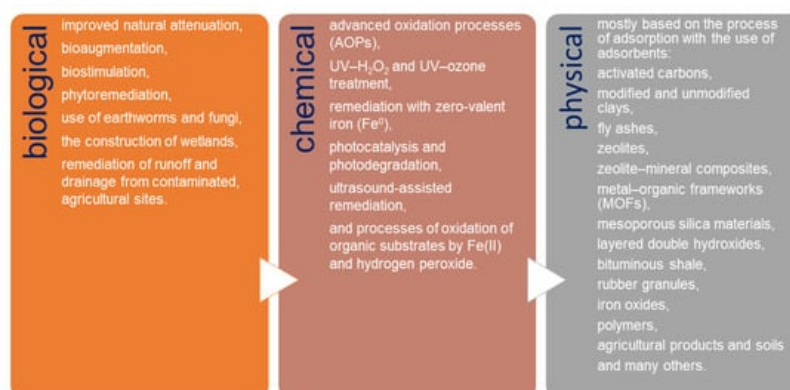 biological
improved natural attenuation,
bioaugmentation,
biostimulation,
phytoremediation,
use of earthworms and fungi,
the construction of wetlands,
remediation of runoff and
drainage from contaminated,
agricultural sites.
chemical
advanced oxidation processes
(AOPs),
UV–H₂O₂ and UV–ozone
treatment,
remediation with zero-valent
iron (Fe⁰),
photocatalysis and
photodegradation,
ultrasound-assisted
remediation,
and processes of oxidation of
organic substrates by Fe(II)
and hydrogen peroxide.
physical
mostly based on the process
of adsorption with the use of
adsorbents:
activated carbons,
modified and unmodified
clays,
fly ashes,
zeolites,
zeolite–mineral composites,
metal–organic frameworks
(MOFs),
mesoporous silica materials,
layered double hydroxides,
bituminous shale,
rubber granules,
iron oxides,
polymers,
agricultural products and soils
and many others.